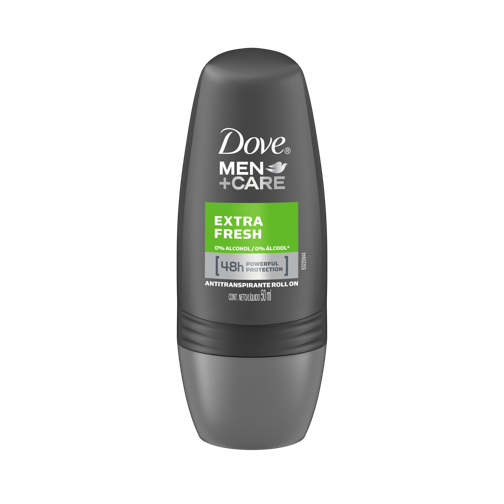 Dove®
MEN
+CARE
EXTRA
FRESH
0% ALCOHOL / 0% ÁLCOOL*
48h POWERFUL
PROTECTION
ANTITRANSPIRANTE ROLL ON
CONT. NETO/LÍQUIDO 50 ml